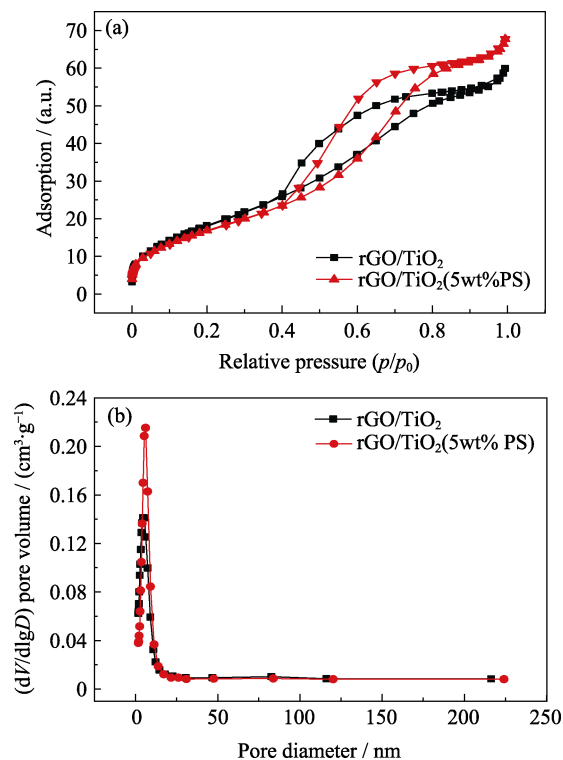 (a)
70
60
50
40
30
20
10
0
Adsorption / (a.u.)
rGO/TiO₂
rGO/TiO₂(5wt%PS)
0 0.2 0.4 0.6 0.8 1.0
Relative pressure (p/p₀)
(b)
0.24
0.20
0.16
0.12
0.08
0.04
0
(dV/dlgD) pore volume / (cm³·g⁻¹)
rGO/TiO₂
rGO/TiO₂(5wt% PS)
0 50 100 150 200 250
Pore diameter / nm